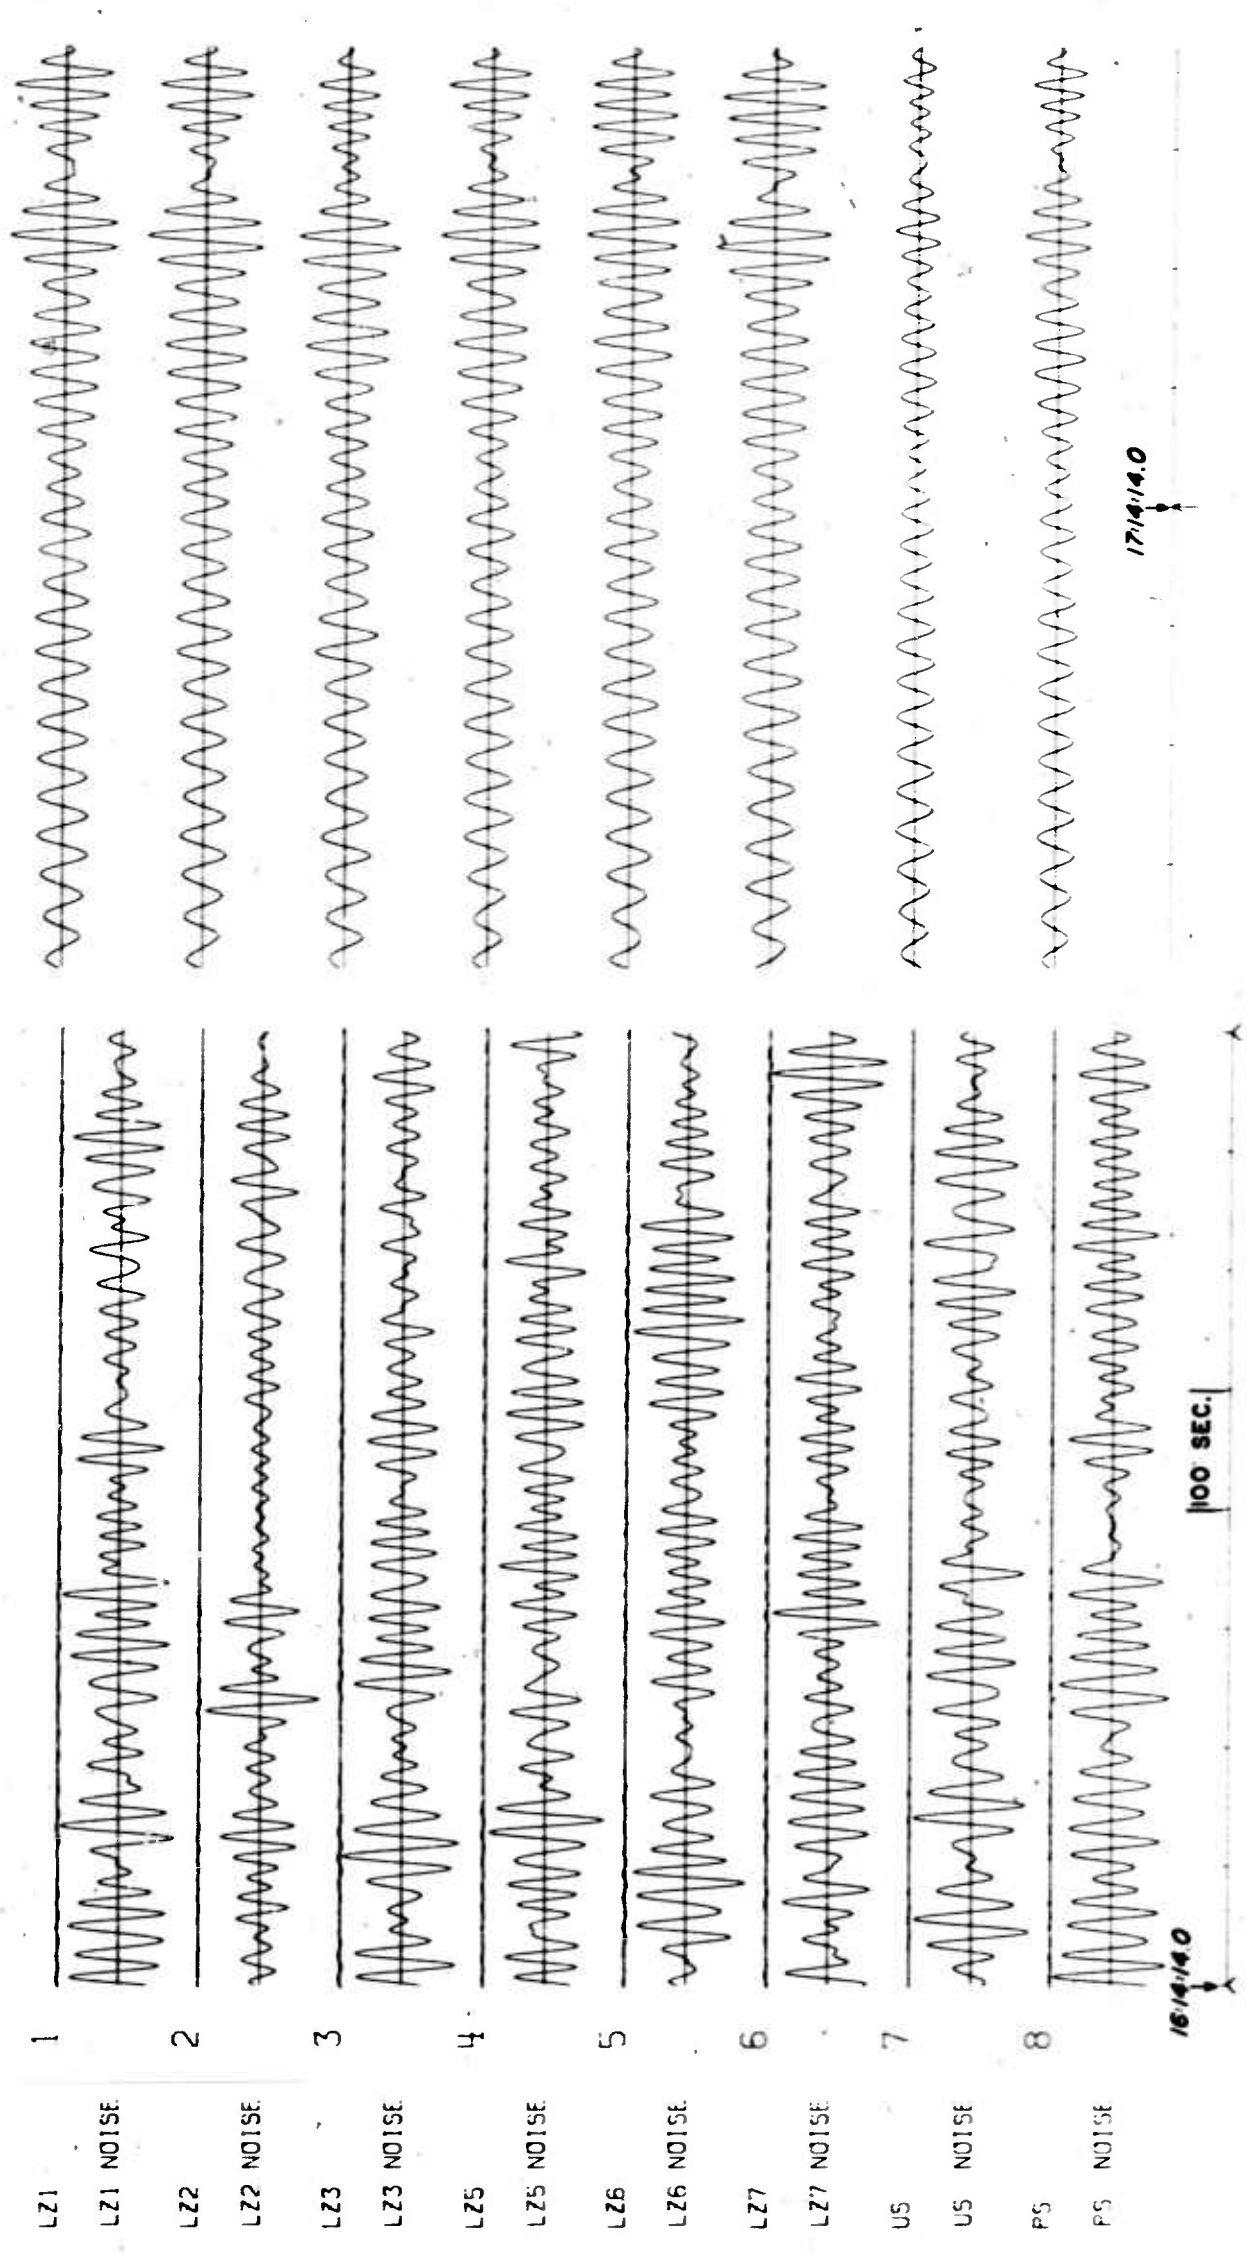 LZ1
1
LZ1 NOISE
LZ2
2
LZ2 NOISE
LZ3
3
LZ3 NOISE
LZ5
4
LZ5 NOISE
LZ6
5
LZ6 NOISE
LZ7
6
LZ7 NOISE
US
7
US NOISE
PS
8
PS NOISE
16:14:14.0
100 SEC.
17:14:14.0